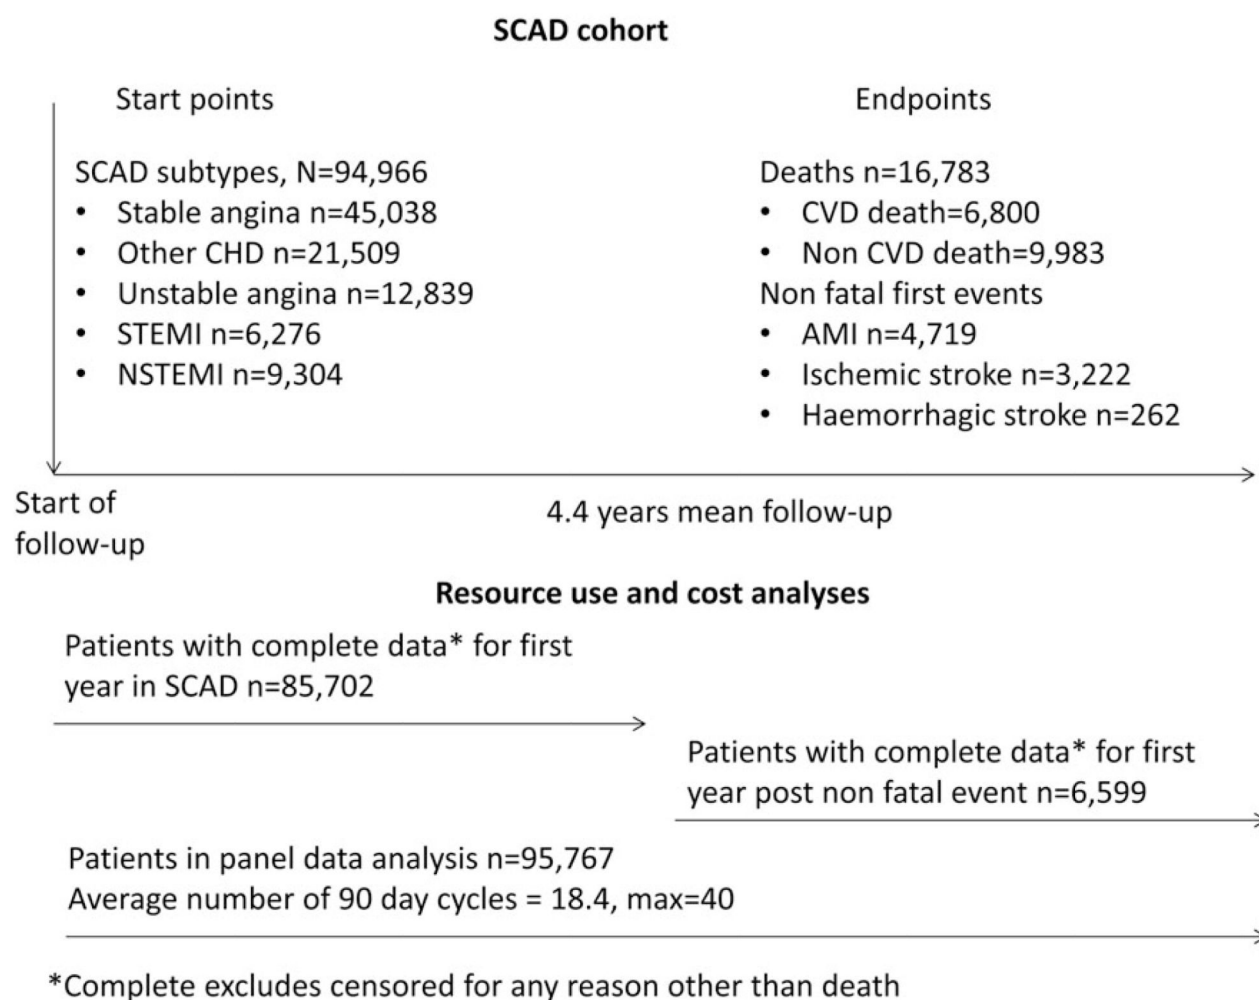 SCAD cohort
Start points
Endpoints
SCAD subtypes, N=94,966
• Stable angina n=45,038
• Other CHD n=21,509
• Unstable angina n=12,839
• STEMI n=6,276
• NSTEMI n=9,304
Deaths n=16,783
• CVD death=6,800
• Non CVD death=9,983
Non fatal first events
• AMI n=4,719
• Ischemic stroke n=3,222
• Haemorrhagic stroke n=262
Start of
follow-up
4.4 years mean follow-up
Resource use and cost analyses
Patients with complete data* for first
year in SCAD n=85,702
Patients with complete data* for first
year post non fatal event n=6,599
Patients in panel data analysis n=95,767
Average number of 90 day cycles = 18.4, max=40
*Complete excludes censored for any reason other than death